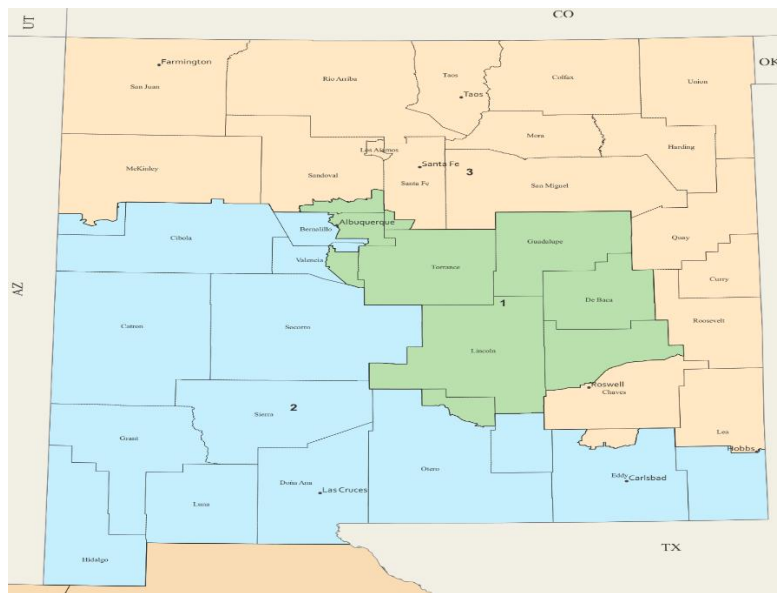 CO
UT
OK
Farmington
San Juan
Rio Arriba
Taos
Taos
Colfax
Union
Mora
Harding
Los Alamos
Santa Fe
3
McKinley
Sandoval
Santa Fe
San Miguel
Albuquerque
Bernalillo
Quay
Cibola
Guadalupe
Valencia
Torrance
Curry
AZ
De Baca
1
Roosevelt
Catron
Socorro
Lincoln
Roswell
Chaves
2
Sierra
Grant
Lea
Hobbs
Otero
Eddy
Carlsbad
Doña Ana
Las Cruces
Luna
TX
Hidalgo